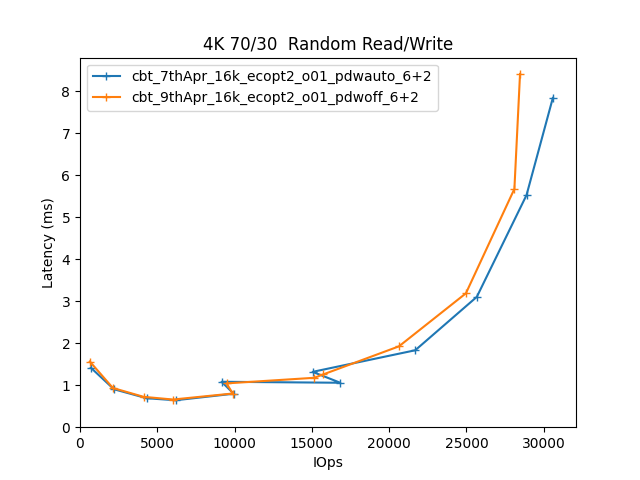 4K 70/30  Random Read/Write
cbt_7thApr_16k_ecopt2_o01_pdwauto_6+2
cbt_9thApr_16k_ecopt2_o01_pdwoff_6+2
8
7
6
5
4
3
2
1
0
Latency (ms)
0 5000 10000 15000 20000 25000 30000
IOps